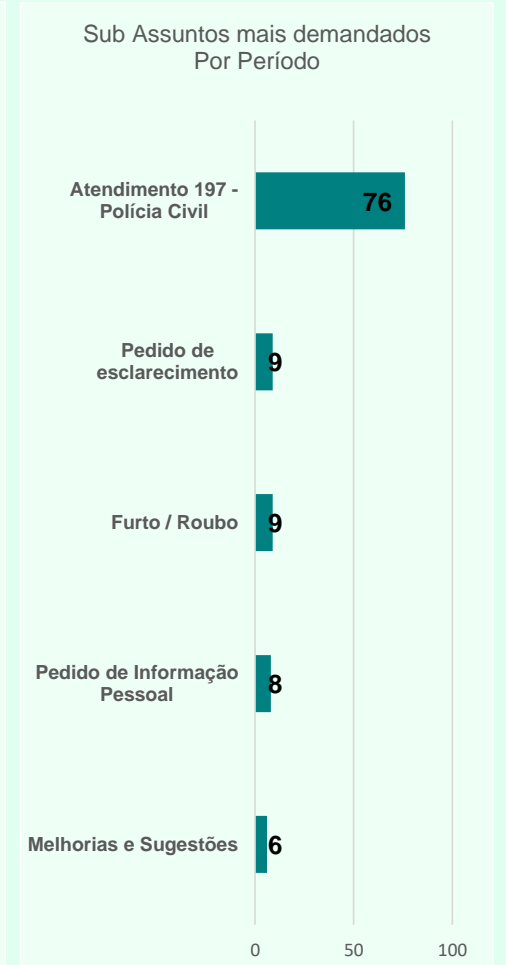 Sub Assuntos mais demandados
Por Período
Atendimento 197 -
Polícia Civil
76
Pedido de
esclarecimento
9
Furto / Roubo
9
Pedido de Informação
Pessoal
8
Melhorias e Sugestões
6
0 50 100